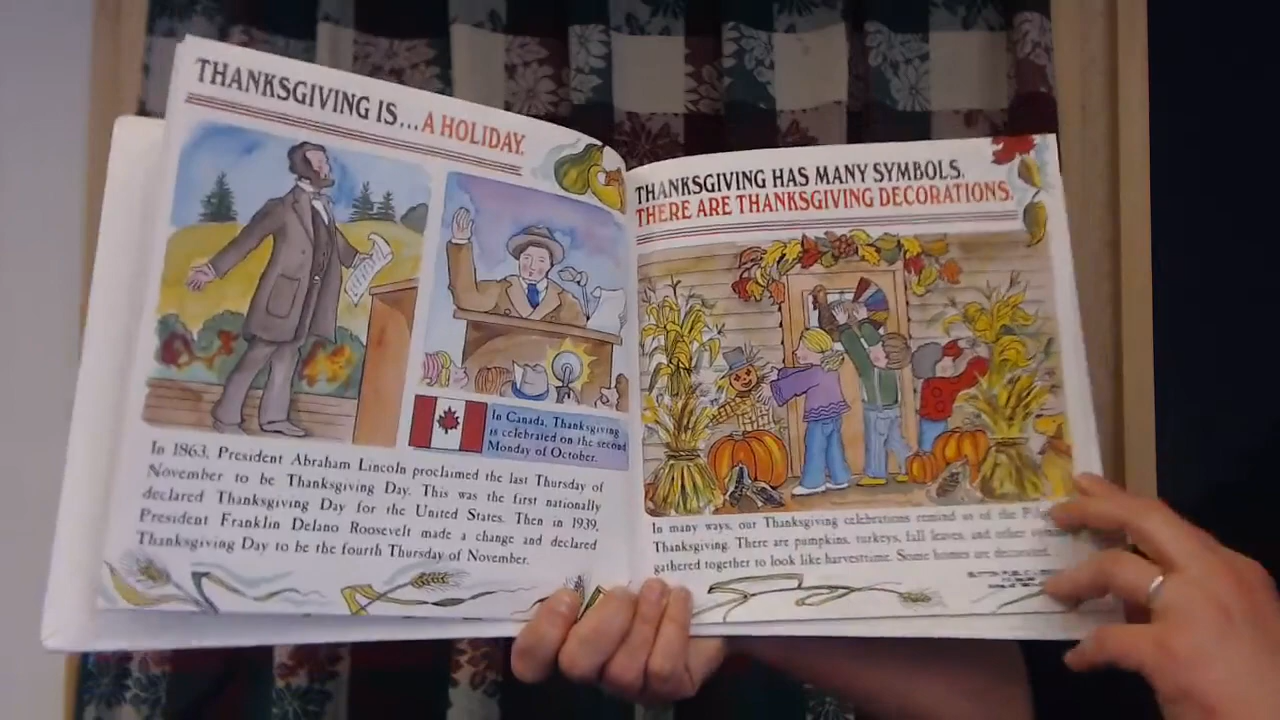 THANKSGIVING IS...A HOLIDAY.
In Canada, Thanksgiving
is celebrated on the second
Monday of October.
In 1863, President Abraham Lincoln proclaimed the last Thursday of
November to be Thanksgiving Day. This was the first nationally
declared Thanksgiving Day for the United States. Then in 1939,
President Franklin Delano Roosevelt made a change and declared
Thanksgiving Day to be the fourth Thursday of November.
THANKSGIVING HAS MANY SYMBOLS.
THERE ARE THANKSGIVING DECORATIONS.
In many ways, our Thanksgiving celebrations remind us of the
Thanksgiving. There are pumpkins, turkeys, fall leaves, and other
gathered together to look like harvesttime. Some homes are decorated.